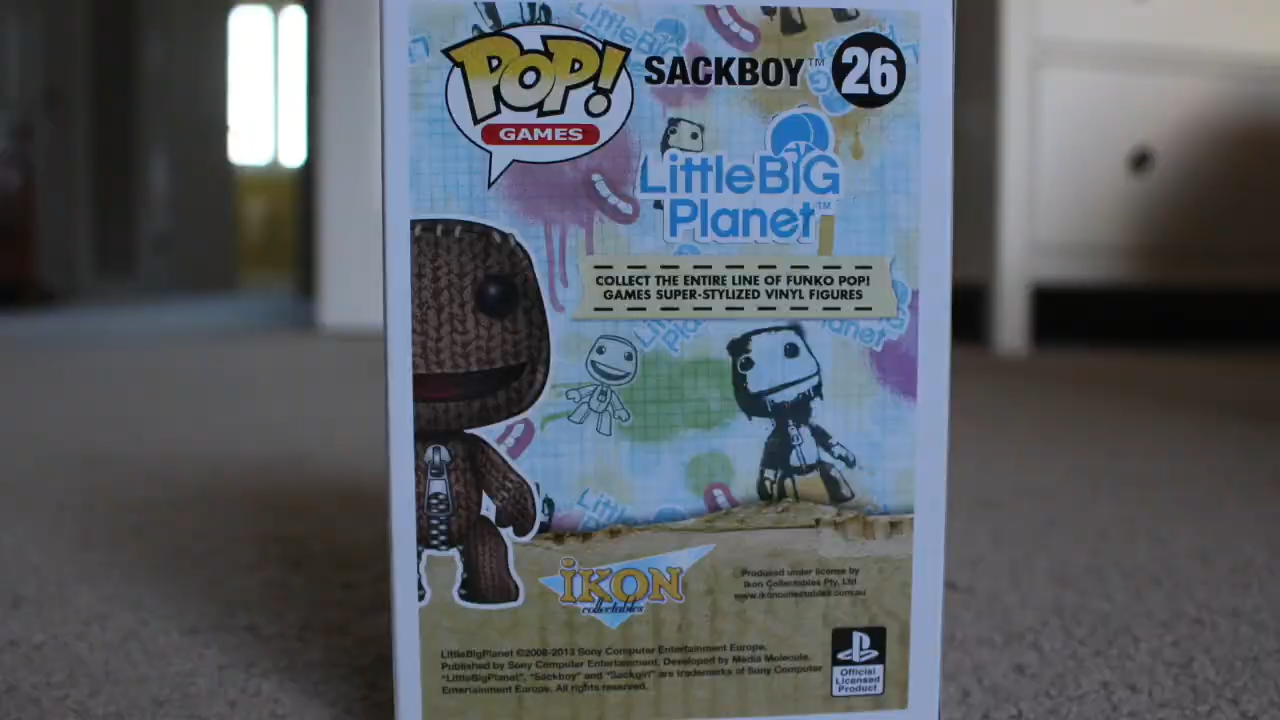 POP!
GAMES
SACKBOY™ 26
LittleBIG
Planet™
COLLECT THE ENTIRE LINE OF FUNKO POP!
GAMES SUPER-STYLIZED VINYL FIGURES
iKON
collectables
Produced under license by
Ikon Collectables Pty. Ltd
www.ikoncollectables.com.au
LittleBigPlanet ©2008-2013 Sony Computer Entertainment Europe.
Published by Sony Computer Entertainment, Developed by Media Molecule.
"LittleBigPlanet", "Sackboy" and "Sackgirl" are trademarks of Sony Computer
Entertainment Europe. All rights reserved.
Official
Licensed
Product